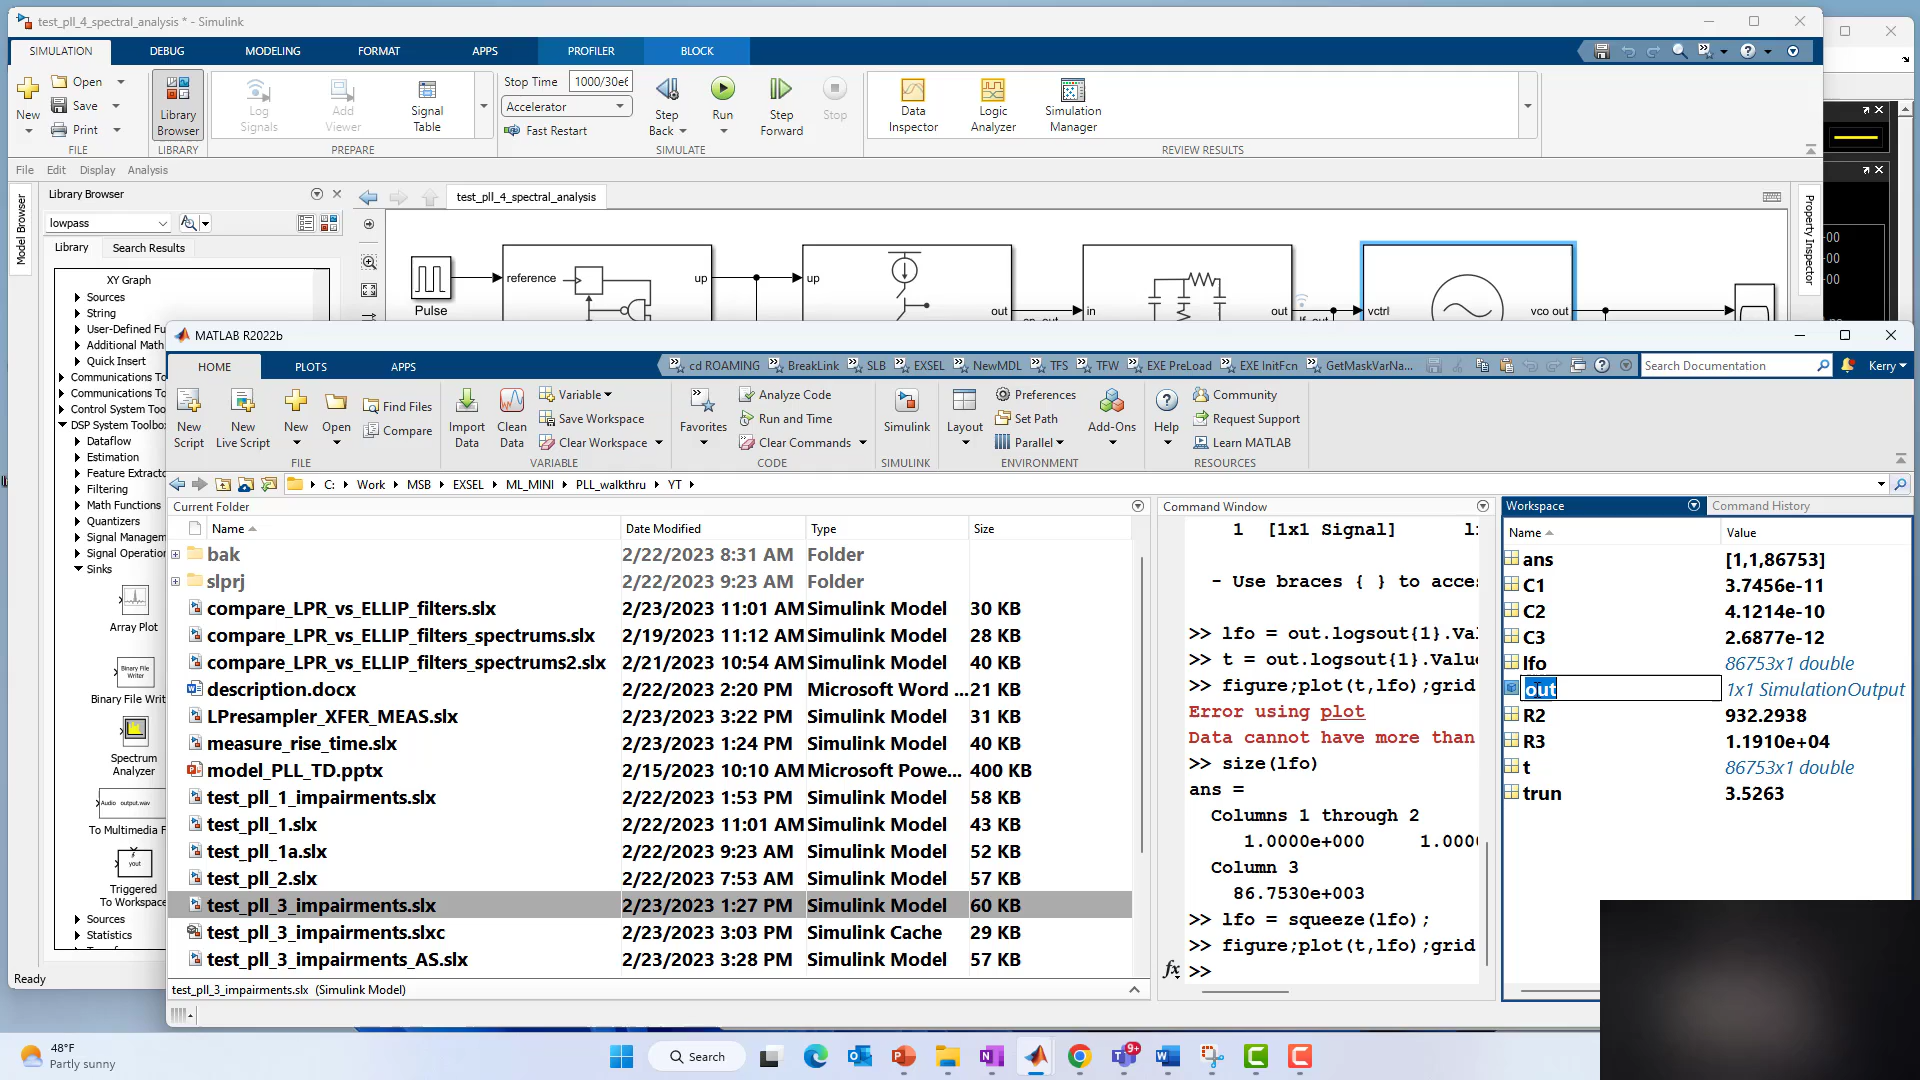 test_pll_4_spectral_analysis * - Simulink
SIMULATION DEBUG MODELING FORMAT APPS PROFILER BLOCK
New Open Save Print FILE
Library Browser LIBRARY
Log Signals Add Viewer Signal Table PREPARE
Stop Time 1000/30e6
Accelerator
Fast Restart
Step Back Run Step Forward Stop SIMULATE
Data Inspector Logic Analyzer Simulation Manager REVIEW RESULTS
File Edit Display Analysis
Model Browser
Library Browser
lowpass
Library Search Results
XY Graph
Sources
String
User-Defined Fu
Additional Math
Quick Insert
Communications To
Communications To
Control System Too
DSP System Toolbox
Dataflow
Estimation
Feature Extracto
Filtering
Math Functions
Quantizers
Signal Managem
Signal Operation
Sinks
Array Plot
Binary File Writer
Binary File Writ
Spectrum Analyzer
Audio output.wav
To Multimedia F
yout
Triggered To Workspace
Sources
Statistics
Ready
test_pll_4_spectral_analysis
Property Inspector
Pulse
reference up up out in out vctrl vco out
-00
-00
-00
MATLAB R2022b
HOME PLOTS APPS
cd ROAMING BreakLink SLB EXSEL NewMDL TFS TFW EXE PreLoad EXE InitFcn GetMaskVarNa...
Search Documentation
Kerry
New Script New Live Script New Open Find Files Compare FILE
Import Data Clean Data Variable Save Workspace Clear Workspace VARIABLE
Favorites Analyze Code Run and Time Clear Commands CODE
Simulink SIMULINK
Layout Preferences Set Path Parallel Add-Ons ENVIRONMENT
Help Community Request Support Learn MATLAB RESOURCES
C: Work MSB EXSEL ML_MINI PLL_walkthru YT
Current Folder
Name Date Modified Type Size
bak 2/22/2023 8:31 AM Folder
slprj 2/22/2023 9:23 AM Folder
compare_LPR_vs_ELLIP_filters.slx 2/23/2023 11:01 AM Simulink Model 30 KB
compare_LPR_vs_ELLIP_filters_spectrums.slx 2/19/2023 11:12 AM Simulink Model 28 KB
compare_LPR_vs_ELLIP_filters_spectrums2.slx 2/21/2023 10:54 AM Simulink Model 40 KB
description.docx 2/22/2023 2:20 PM Microsoft Word ... 21 KB
LPresampler_XFER_MEAS.slx 2/23/2023 3:22 PM Simulink Model 31 KB
measure_rise_time.slx 2/23/2023 1:24 PM Simulink Model 40 KB
model_PLL_TD.pptx 2/15/2023 10:10 AM Microsoft Powe... 400 KB
test_pll_1_impairments.slx 2/23/2023 1:53 PM Simulink Model 58 KB
test_pll_1.slx 2/22/2023 11:01 AM Simulink Model 43 KB
test_pll_1a.slx 2/22/2023 9:23 AM Simulink Model 52 KB
test_pll_2.slx 2/22/2023 7:53 AM Simulink Model 57 KB
test_pll_3_impairments.slx 2/23/2023 1:27 PM Simulink Model 60 KB
test_pll_3_impairments.slxc 2/23/2023 3:03 PM Simulink Cache 29 KB
test_pll_3_impairments_AS.slx 2/23/2023 3:28 PM Simulink Model 57 KB
test_pll_3_impairments.slx (Simulink Model)
Command Window
1 [1x1 Signal]
- Use braces { } to acces
>> lfo = out.logsout{1}.Val
>> t = out.logsout{1}.Value
>> figure;plot(t,lfo);grid
Error using plot
Data cannot have more than
>> size(lfo)
ans =
Columns 1 through 2
1.0000e+000 1.000
Column 3
86.7530e+003
>> lfo = squeeze(lfo);
>> figure;plot(t,lfo);grid
fx >>
Workspace Command History
Name Value
ans [1,1,86753]
C1 3.7456e-11
C2 4.1214e-10
C3 2.6877e-12
lfo 86753x1 double
out 1x1 SimulationOutput
R2 932.2938
R3 1.1910e+04
t 86753x1 double
trun 3.5263
48°F
Partly sunny
Search
9+